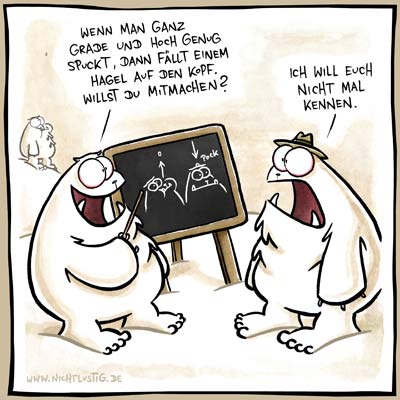 WENN MAN GANZ
GRADE UND HOCH GENUG
SPUCKT, DANN FÄLLT EINEM
HAGEL AUF DEN KOPF.
WILLST DU MITMACHEN?
ICH WILL EUCH
NICHT MAL
KENNEN.
Pock
WWW.NICHTLUSTIG.DE